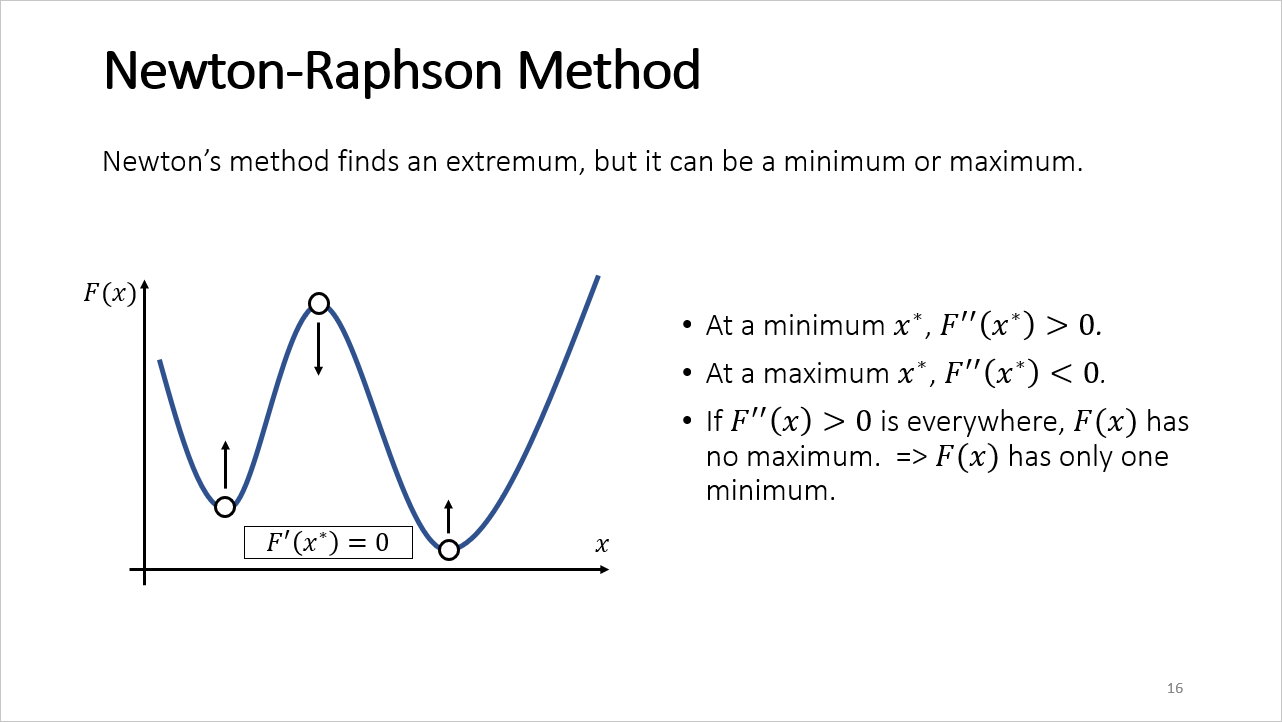 Newton-Raphson Method
Newton’s method finds an extremum, but it can be a minimum or maximum.
F(x)
F′(x*) = 0
x
• At a minimum x*, F′′(x*) > 0.
• At a maximum x*, F′′(x*) < 0.
• If F′′(x) > 0 is everywhere, F(x) has
no maximum. => F(x) has only one
minimum.
16